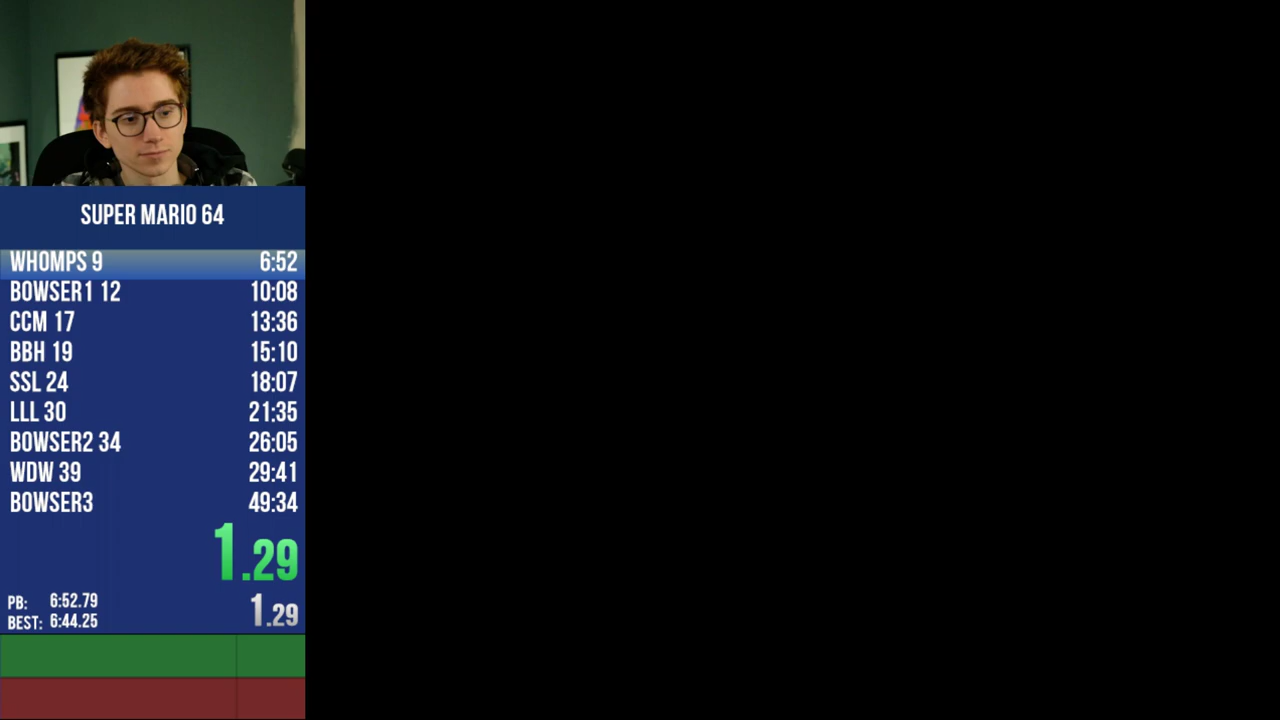 SUPER MARIO 64
WHOMPS 9 6:52
BOWSER1 12 10:08
CCM 17 13:36
BBH 19 15:10
SSL 24 18:07
LLL 30 21:35
BOWSER2 34 26:05
WDW 39 29:41
BOWSER3 49:34
1.29
PB: 6:52.79 1.29
BEST: 6:44.25